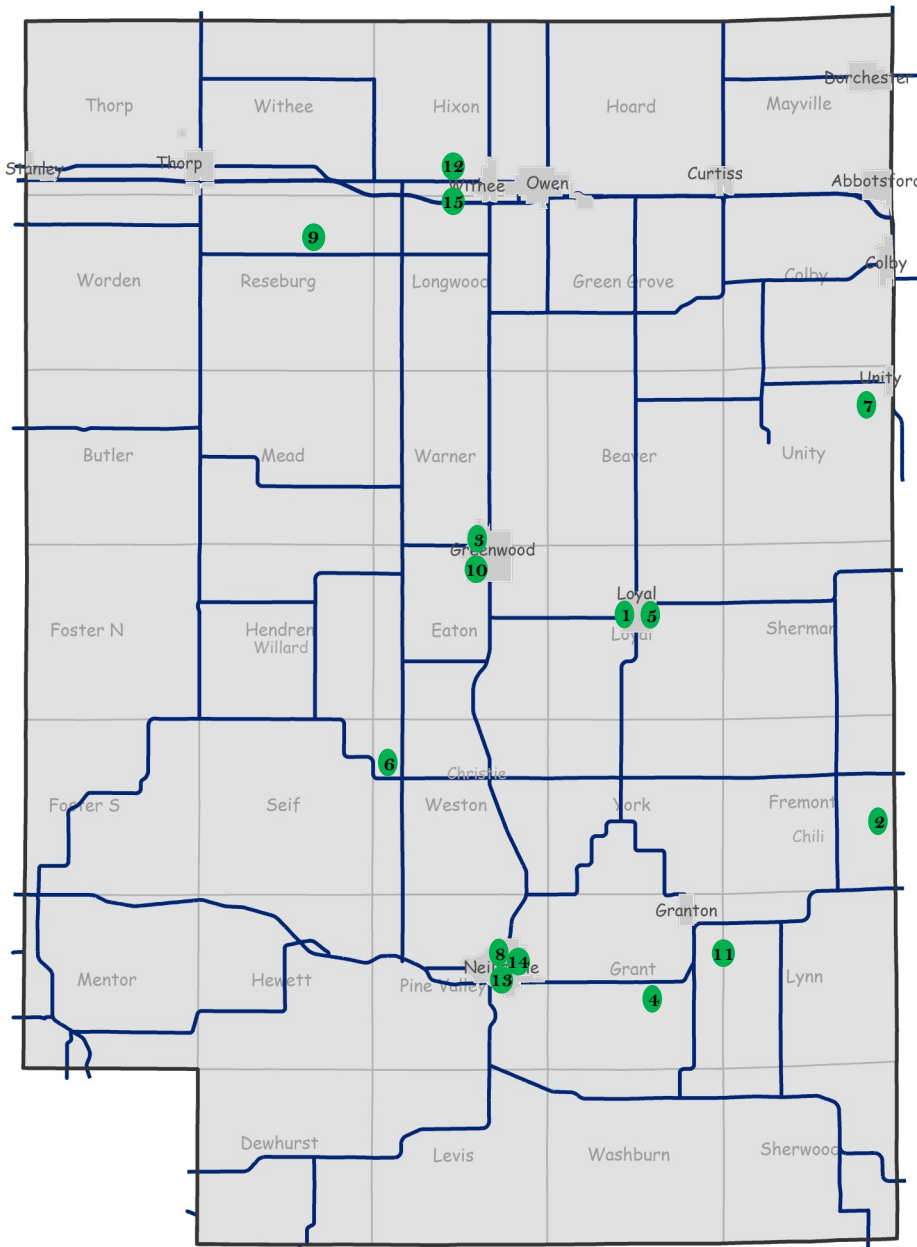 Dorchester
Thorp
Withee
Hixon
Hoard
Mayville
Stanley
Thorp
12
Withee
Owen
Curtiss
Abbotsford
15
9
Worden
Reseburg
Longwood
Green Grove
Colby
Colby
Unity
7
Butler
Mead
Warner
Beaver
Unity
3
Greenwood
10
Loyal
1
5
Foster N
Hendren
Willard
Eaton
Loyal
Sherman
6
Christie
Foster S
Seif
Weston
York
Fremont
2
Chili
Granton
8
14
11
Mentor
Hewett
Pine Valley
13
Grant
Lynn
4
Dewhurst
Levis
Washburn
Sherwood